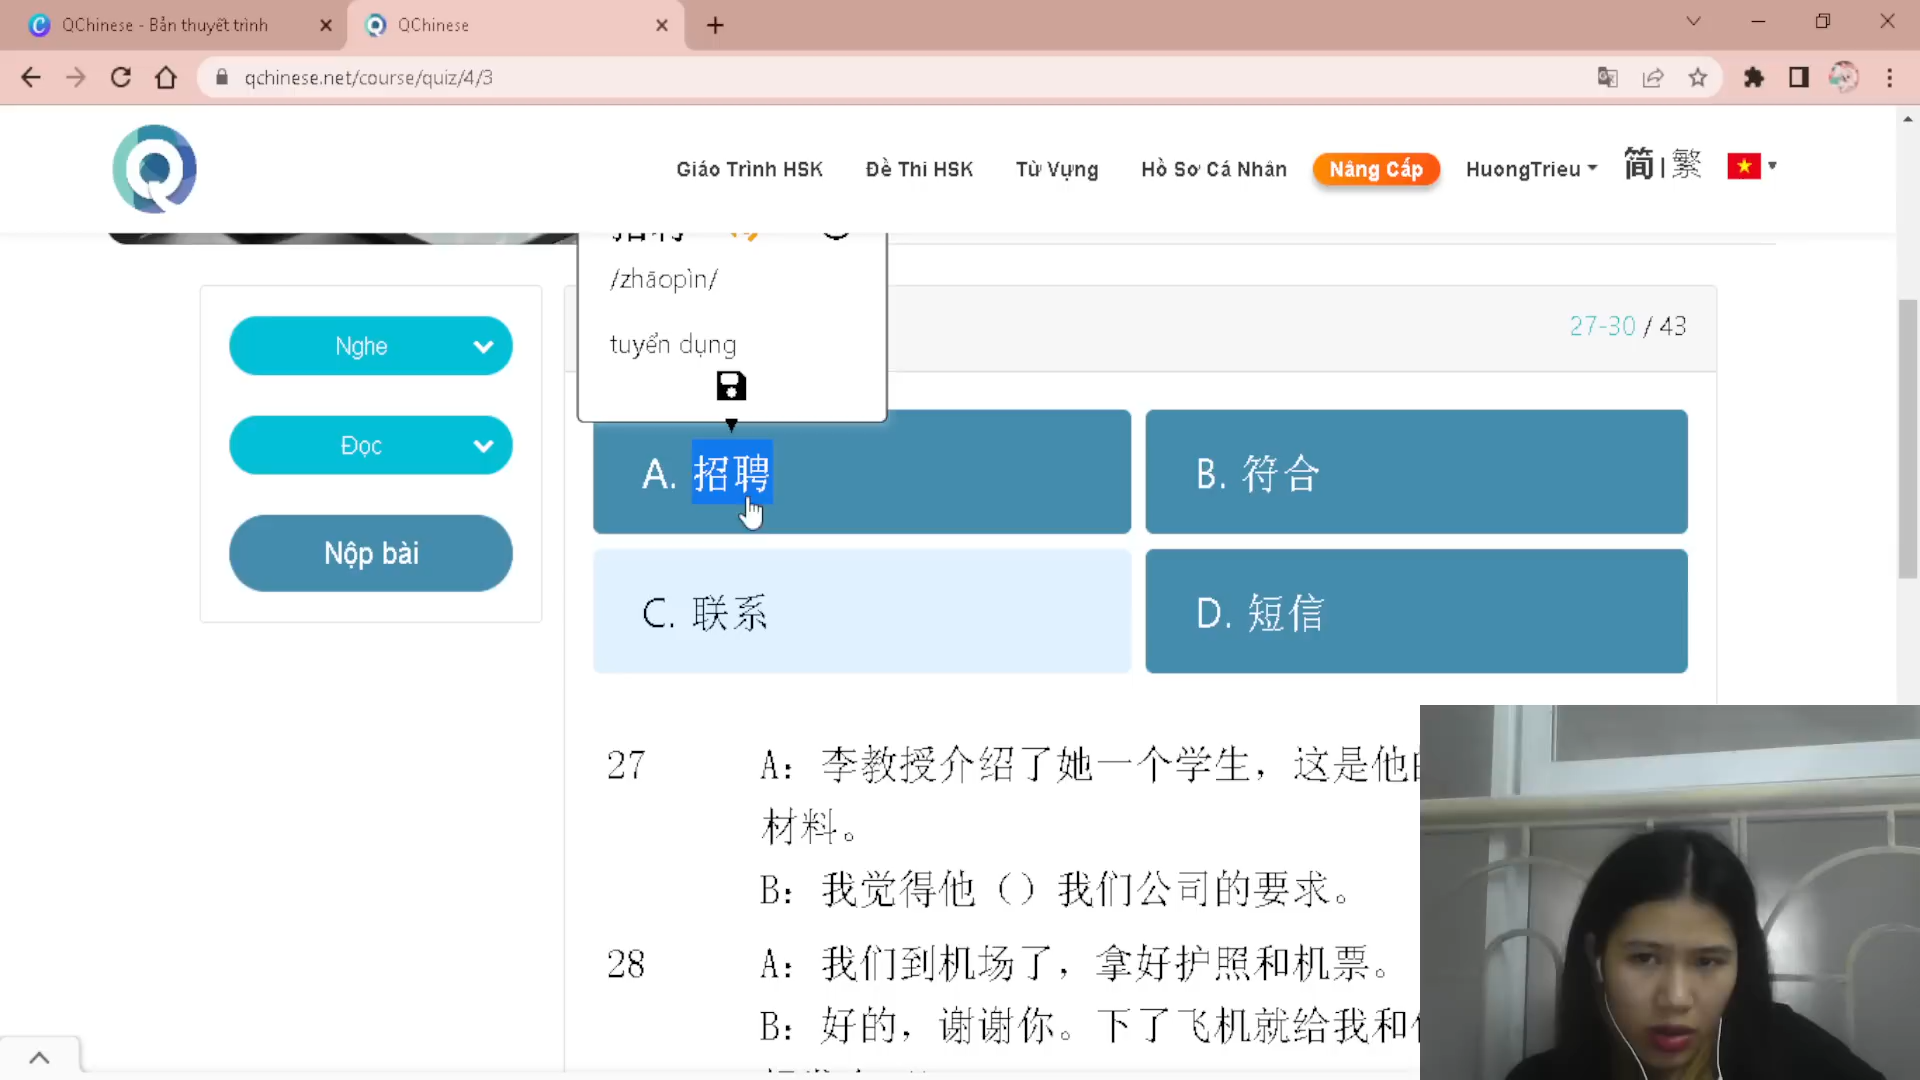 QChinese - Bản thuyết trình
QChinese
qchinese.net/course/quiz/4/3
Giáo Trình HSK
Đề Thi HSK
Từ Vựng
Hồ Sơ Cá Nhân
Nâng Cấp
HuongTrieu
简|繁
招聘
/zhāopìn/
tuyển dụng
Nghe
Đọc
Nộp bài
27-30 / 43
A. 招聘
B. 符合
C. 联系
D. 短信
27
A：李教授介绍了她一个学生，这是他
材料。
B：我觉得他（）我们公司的要求。
28
A：我们到机场了，拿好护照和机票。
B：好的，谢谢你。下了飞机就给我和